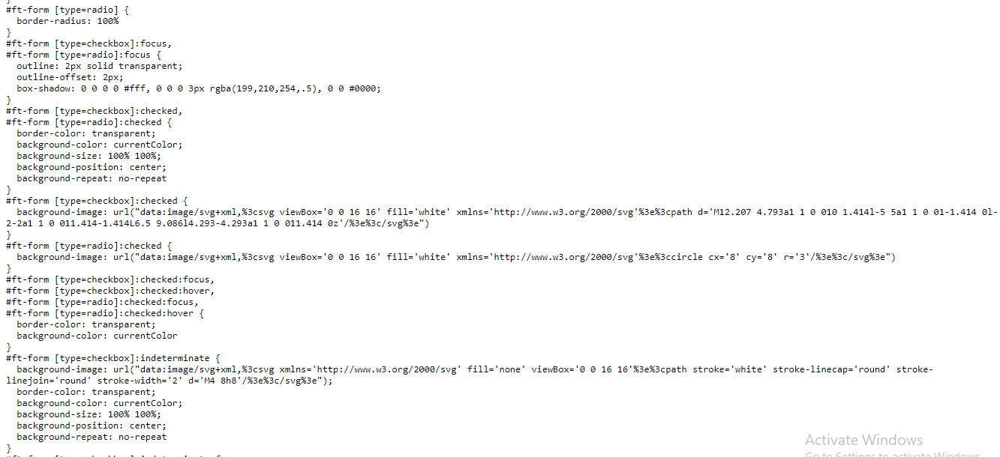 }
#ft-form [type=radio] {
  border-radius: 100%
}
#ft-form [type=checkbox]:focus,
#ft-form [type=radio]:focus {
  outline: 2px solid transparent;
  outline-offset: 2px;
  box-shadow: 0 0 0 0 #fff, 0 0 0 3px rgba(199,210,254,.5), 0 0 #0000;
}
#ft-form [type=checkbox]:checked,
#ft-form [type=radio]:checked {
  border-color: transparent;
  background-color: currentColor;
  background-size: 100% 100%;
  background-position: center;
  background-repeat: no-repeat
}
#ft-form [type=checkbox]:checked {
  background-image: url("data:image/svg+xml,%3csvg viewBox='0 0 16 16' fill='white' xmlns='http://www.w3.org/2000/svg'%3e%3cpath d='M12.207 4.793a1 1 0 010 1.414l-5 5a1 1 0 01-1.414 0l-
2-2a1 1 0 011.414-1.414L6.5 9.086l4.293-4.293a1 1 0 011.414 0z'/%3e%3c/svg%3e")
}
#ft-form [type=radio]:checked {
  background-image: url("data:image/svg+xml,%3csvg viewBox='0 0 16 16' fill='white' xmlns='http://www.w3.org/2000/svg'%3e%3ccircle cx='8' cy='8' r='3'/%3e%3c/svg%3e")
}
#ft-form [type=checkbox]:checked:focus,
#ft-form [type=checkbox]:checked:hover,
#ft-form [type=radio]:checked:focus,
#ft-form [type=radio]:checked:hover {
  border-color: transparent;
  background-color: currentColor
}
#ft-form [type=checkbox]:indeterminate {
  background-image: url("data:image/svg+xml,%3csvg xmlns='http://www.w3.org/2000/svg' fill='none' viewBox='0 0 16 16'%3e%3cpath stroke='white' stroke-linecap='round' stroke-
linejoin='round' stroke-width='2' d='M4 8h8'/%3e%3c/svg%3e");
  border-color: transparent;
  background-color: currentColor;
  background-size: 100% 100%;
  background-position: center;
  background-repeat: no-repeat
}
Activate Windows
Go to Settings to activate Windows.